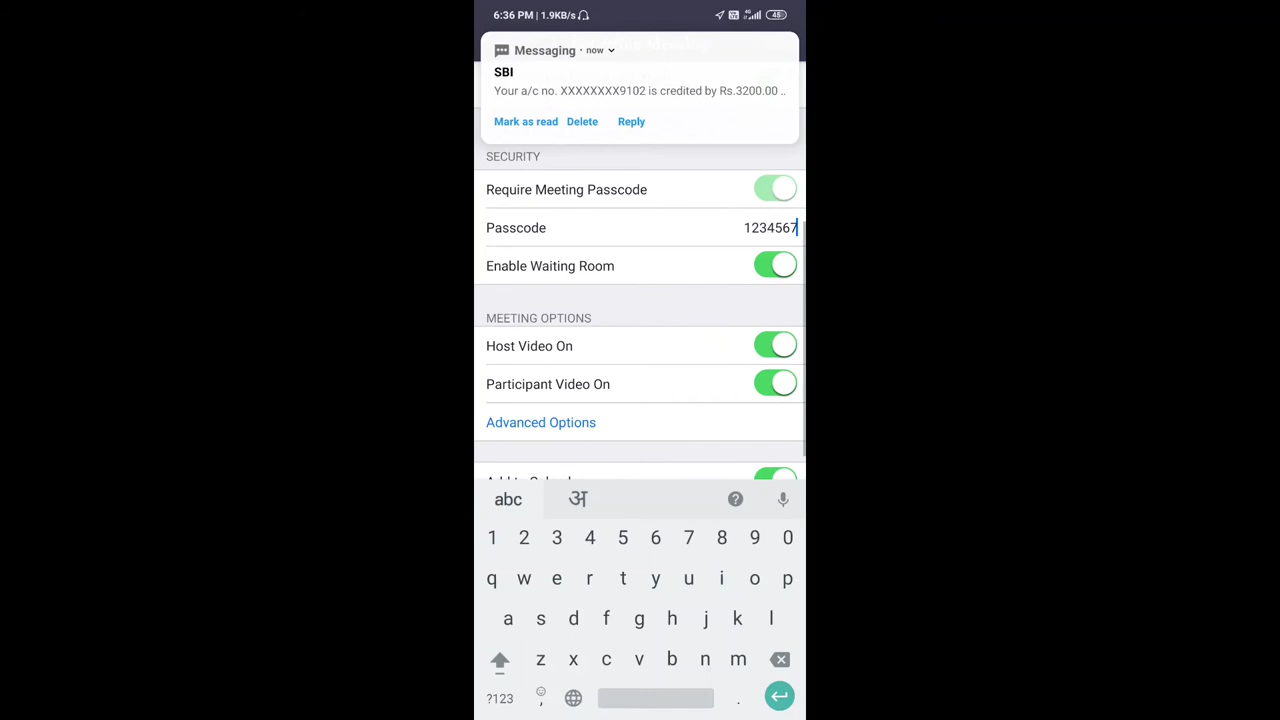 6:36 PM | 1.9KB/s 4G 45
Messaging • now
SBI
Your a/c no. XXXXXXXX9102 is credited by Rs.3200.00 ..
Mark as read Delete Reply
SECURITY
Require Meeting Passcode
Passcode 1234567
Enable Waiting Room
MEETING OPTIONS
Host Video On
Participant Video On
Advanced Options
abc अ ?
1 2 3 4 5 6 7 8 9 0
q w e r t y u i o p
a s d f g h j k l
z x c v b n m
?123 , .